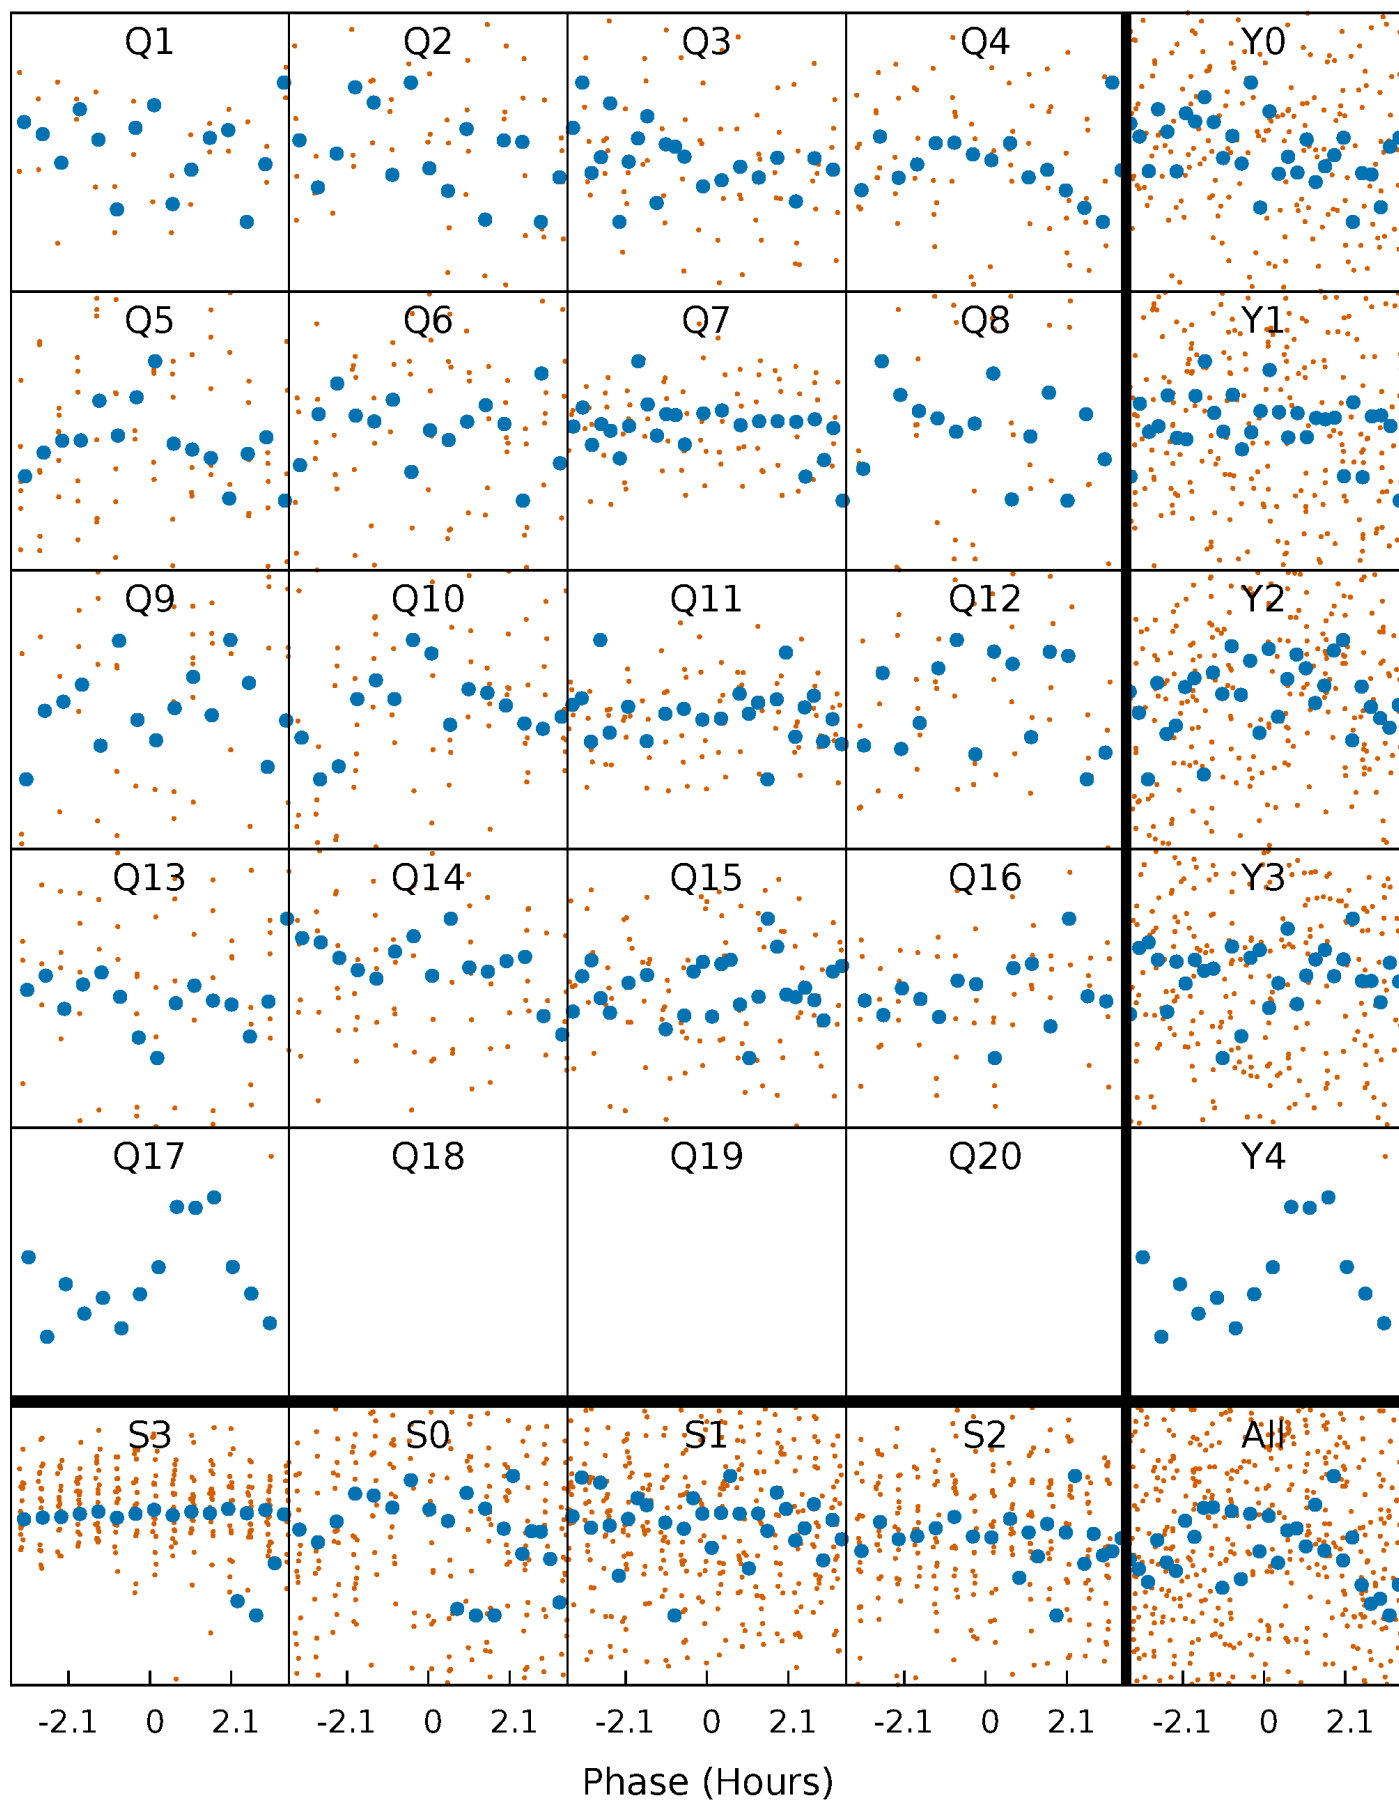 Q1 Q2 Q3 Q4 Y0
Q5 Q6 Q7 Q8 Y1
Q9 Q10 Q11 Q12 Y2
Q13 Q14 Q15 Q16 Y3
Q17 Q18 Q19 Q20 Y4
S3 S0 S1 S2 All
-2.1 0 2.1 -2.1 0 2.1 -2.1 0 2.1 -2.1 0 2.1 -2.1 0 2.1
Phase (Hours)